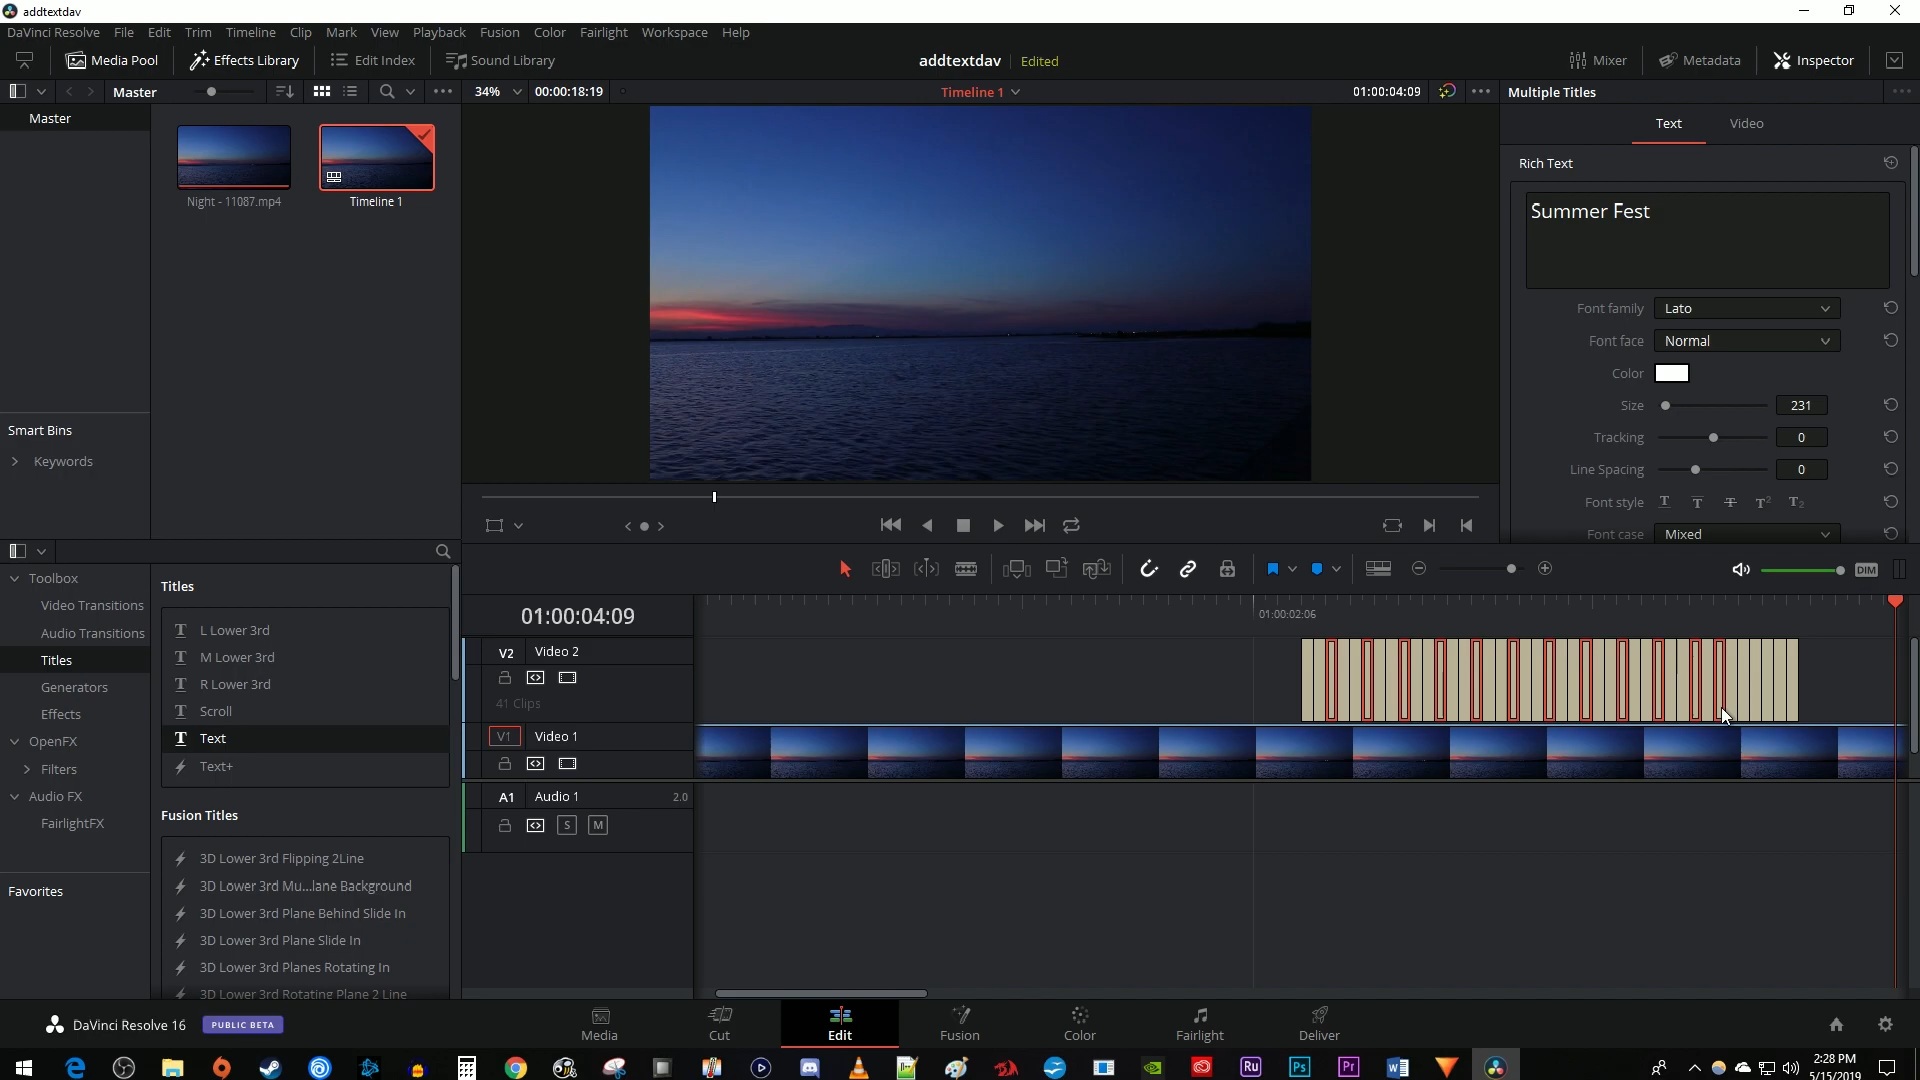 addtextdav
DaVinci Resolve File Edit Trim Timeline Clip Mark View Playback Fusion Color Fairlight Workspace Help
Media Pool Effects Library Edit Index Sound Library addtextdav Edited Mixer Metadata Inspector
Master 34% 00:00:18:19 Timeline 1 01:00:04:09 Multiple Titles
Master
Text Video
Rich Text
Night - 11087.mp4 Timeline 1
Summer Fest
Font family Lato
Font face Normal
Color
Size 231
Tracking 0
Line Spacing 0
Font style T T T T2 T2
Font case Mixed
Smart Bins
Keywords
DIM
Toolbox
Video Transitions
Audio Transitions
Titles
Generators
Effects
OpenFX
Filters
Audio FX
FairlightFX
Favorites
Titles
T L Lower 3rd
T M Lower 3rd
T R Lower 3rd
T Scroll
T Text
Text+
Fusion Titles
3D Lower 3rd Flipping 2Line
3D Lower 3rd Mu...lane Background
3D Lower 3rd Plane Behind Slide In
3D Lower 3rd Plane Slide In
3D Lower 3rd Planes Rotating In
3D Lower 3rd Rotating Plane 2 Line
01:00:04:09
01:00:02:06
V2 Video 2
41 Clips
V1 Video 1
A1 Audio 1 2.0
S M
DaVinci Resolve 16 PUBLIC BETA
Media Cut Edit Fusion Color Fairlight Deliver
Ru Ps Pr
2:28 PM
5/15/2019